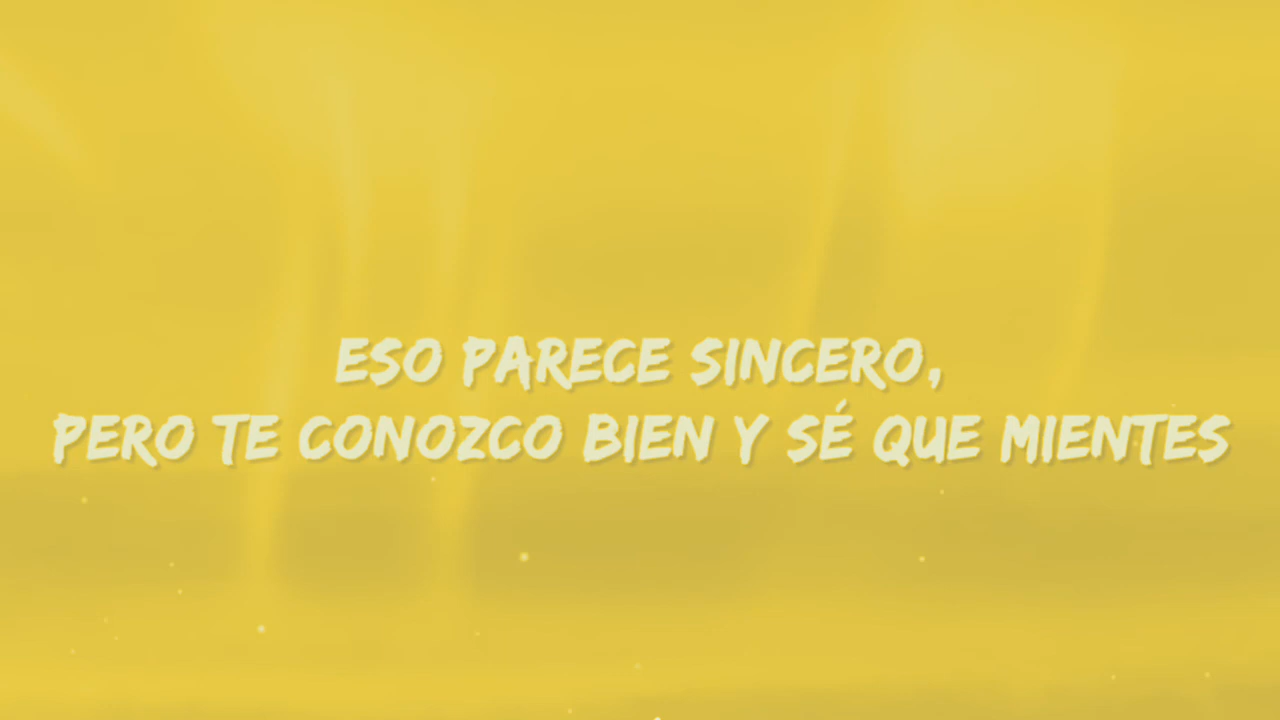 ESO PARECE SINCERO,
PERO TE CONOZCO BIEN Y SÉ QUE MIENTES